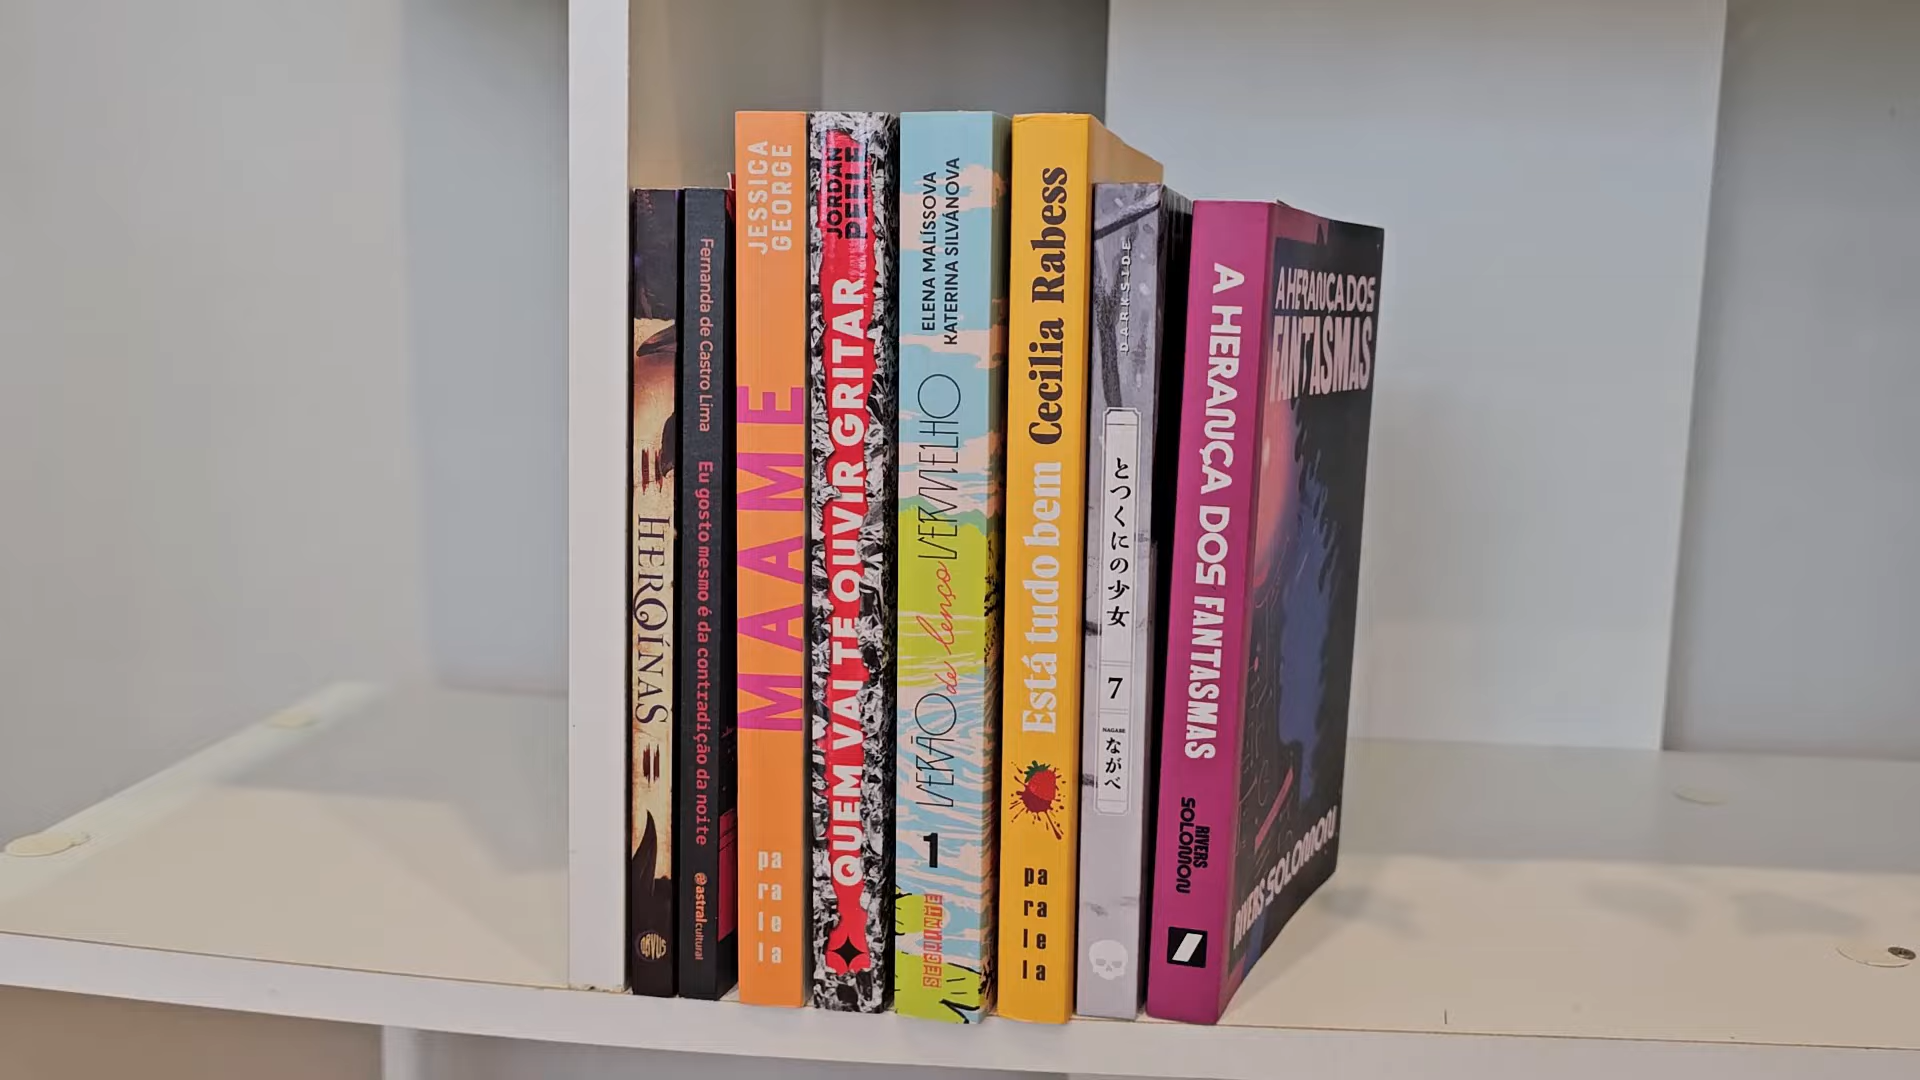 HEROÍNAS
ORVUS
Fernanda de Castro Lima
Eu gosto mesmo é da contradição da noite
@astralcultural
JESSICA
GEORGE
MAAME
pa
ra
le
la
JORDAN
PEELE
QUEM VAI TE OUVIR GRITAR
ELENA MALÍSSOVA
KATERINA SILVÁNOVA
VERÃO de lenço VERMELHO
1
SEGUINTE
Cecilia Rabess
Está tudo bem
pa
ra
le
la
DARKSIDE
とつくにの少女
7
NAGABE
ながべ
A HERANÇA DOS FANTASMAS
RIVERS
SOLOMON
A HERANÇA DOS
FANTASMAS
RIVERS SOLOMON